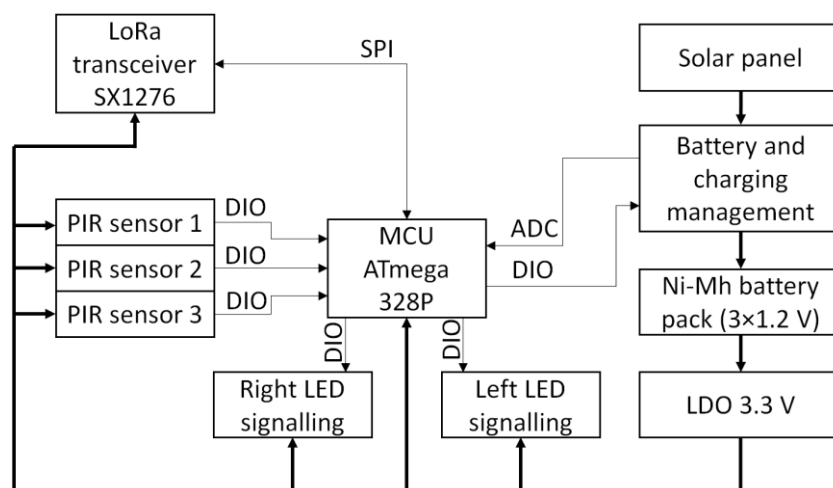 LoRa
transceiver
SX1276
SPI
Solar panel
Battery and
charging
management
PIR sensor 1
DIO
PIR sensor 2
DIO
PIR sensor 3
DIO
MCU
ATmega
328P
ADC
DIO
Ni-Mh battery
pack (3×1.2 V)
DIO
DIO
Right LED
signalling
Left LED
signalling
LDO 3.3 V